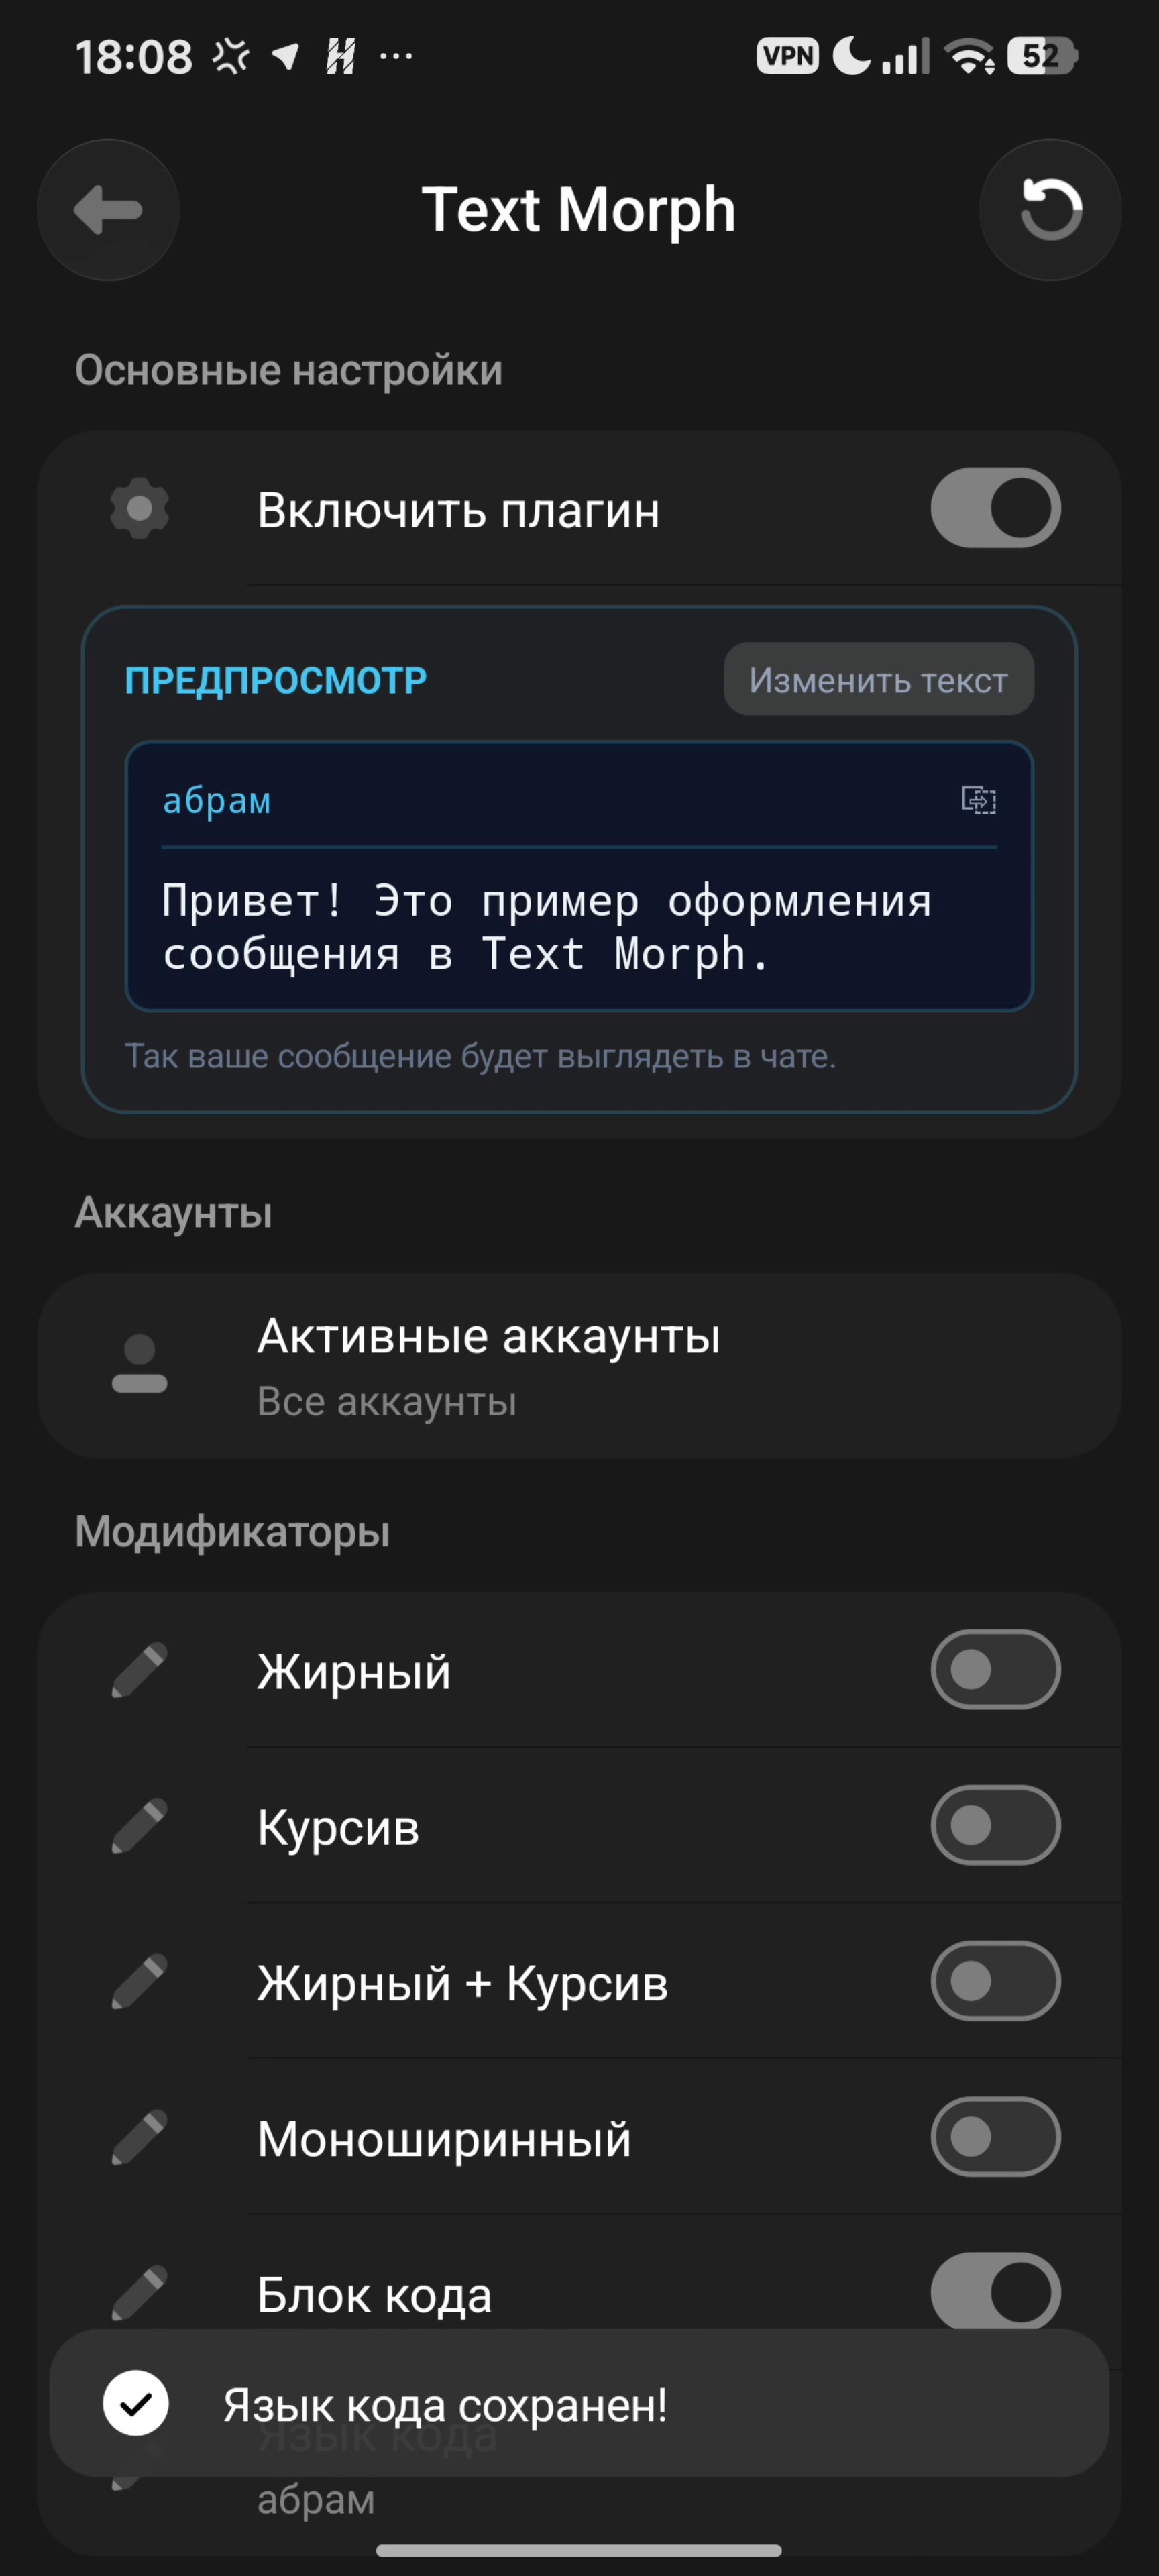 18:08
VPN
52
Text Morph
Основные настройки
Включить плагин
ПРЕДПРОСМОТР
Изменить текст
абрам
Привет! Это пример оформления
сообщения в Text Morph.
Так ваше сообщение будет выглядеть в чате.
Аккаунты
Активные аккаунты
Все аккаунты
Модификаторы
Жирный
Курсив
Жирный + Курсив
Моноширинный
Блок кода
Язык кода сохранен!
Язык кода
абрам